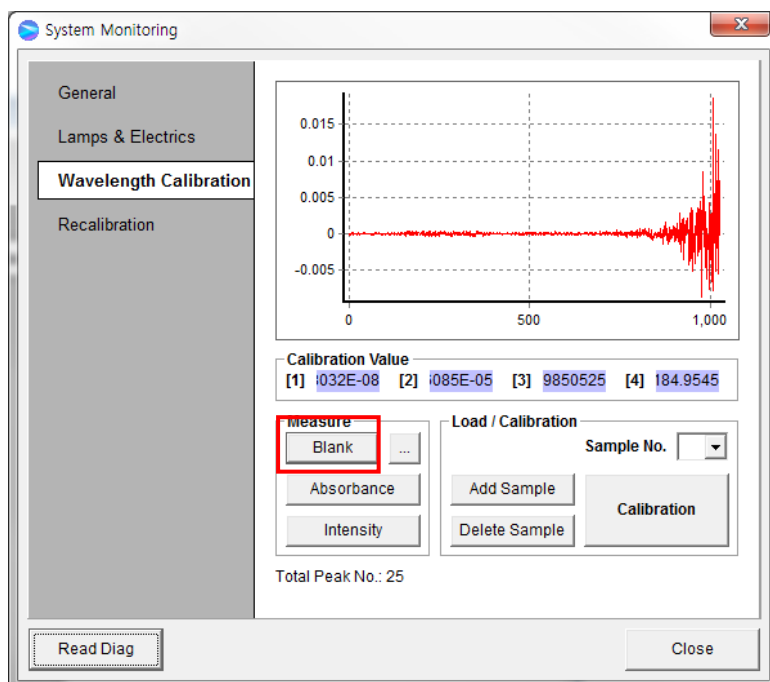 System Monitoring
General
Lamps & Electrics
Wavelength Calibration
Recalibration
0.015
0.01
0.005
0
-0.005
0 500 1,000
Calibration Value
[1] 032E-08 [2] 085E-05 [3] 9850525 [4] 184.9545
Measure
Blank ...
Absorbance
Intensity
Load / Calibration
Sample No.
Add Sample
Delete Sample
Calibration
Total Peak No.: 25
Read Diag
Close